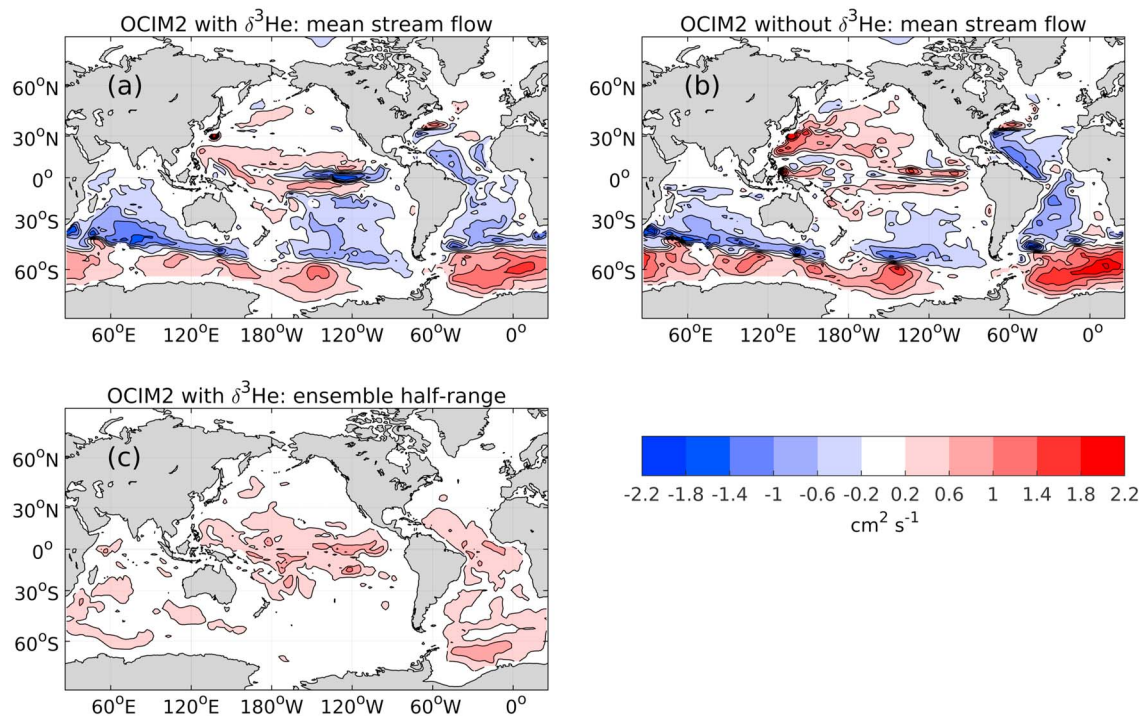 OCIM2 with δ³He: mean stream flow
(a)
60°N
30°N
0°
30°S
60°S
60°E 120°E 180°W 120°W 60°W 0°
OCIM2 without δ³He: mean stream flow
(b)
60°N
30°N
0°
30°S
60°S
60°E 120°E 180°W 120°W 60°W 0°
OCIM2 with δ³He: ensemble half-range
(c)
60°N
30°N
0°
30°S
60°S
60°E 120°E 180°W 120°W 60°W 0°
-2.2 -1.8 -1.4 -1 -0.6 -0.2 0.2 0.6 1 1.4 1.8 2.2
cm² s⁻¹